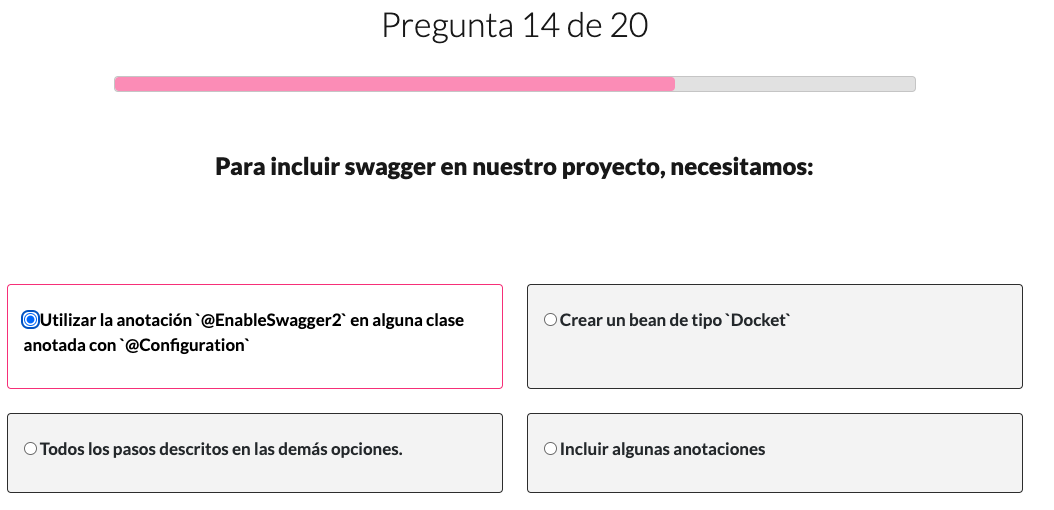 Pregunta 14 de 20
Para incluir swagger en nuestro proyecto, necesitamos:
Utilizar la anotación `@EnableSwagger2` en alguna clase
anotada con `@Configuration`
Crear un bean de tipo `Docket`
Todos los pasos descritos en las demás opciones.
Incluir algunas anotaciones